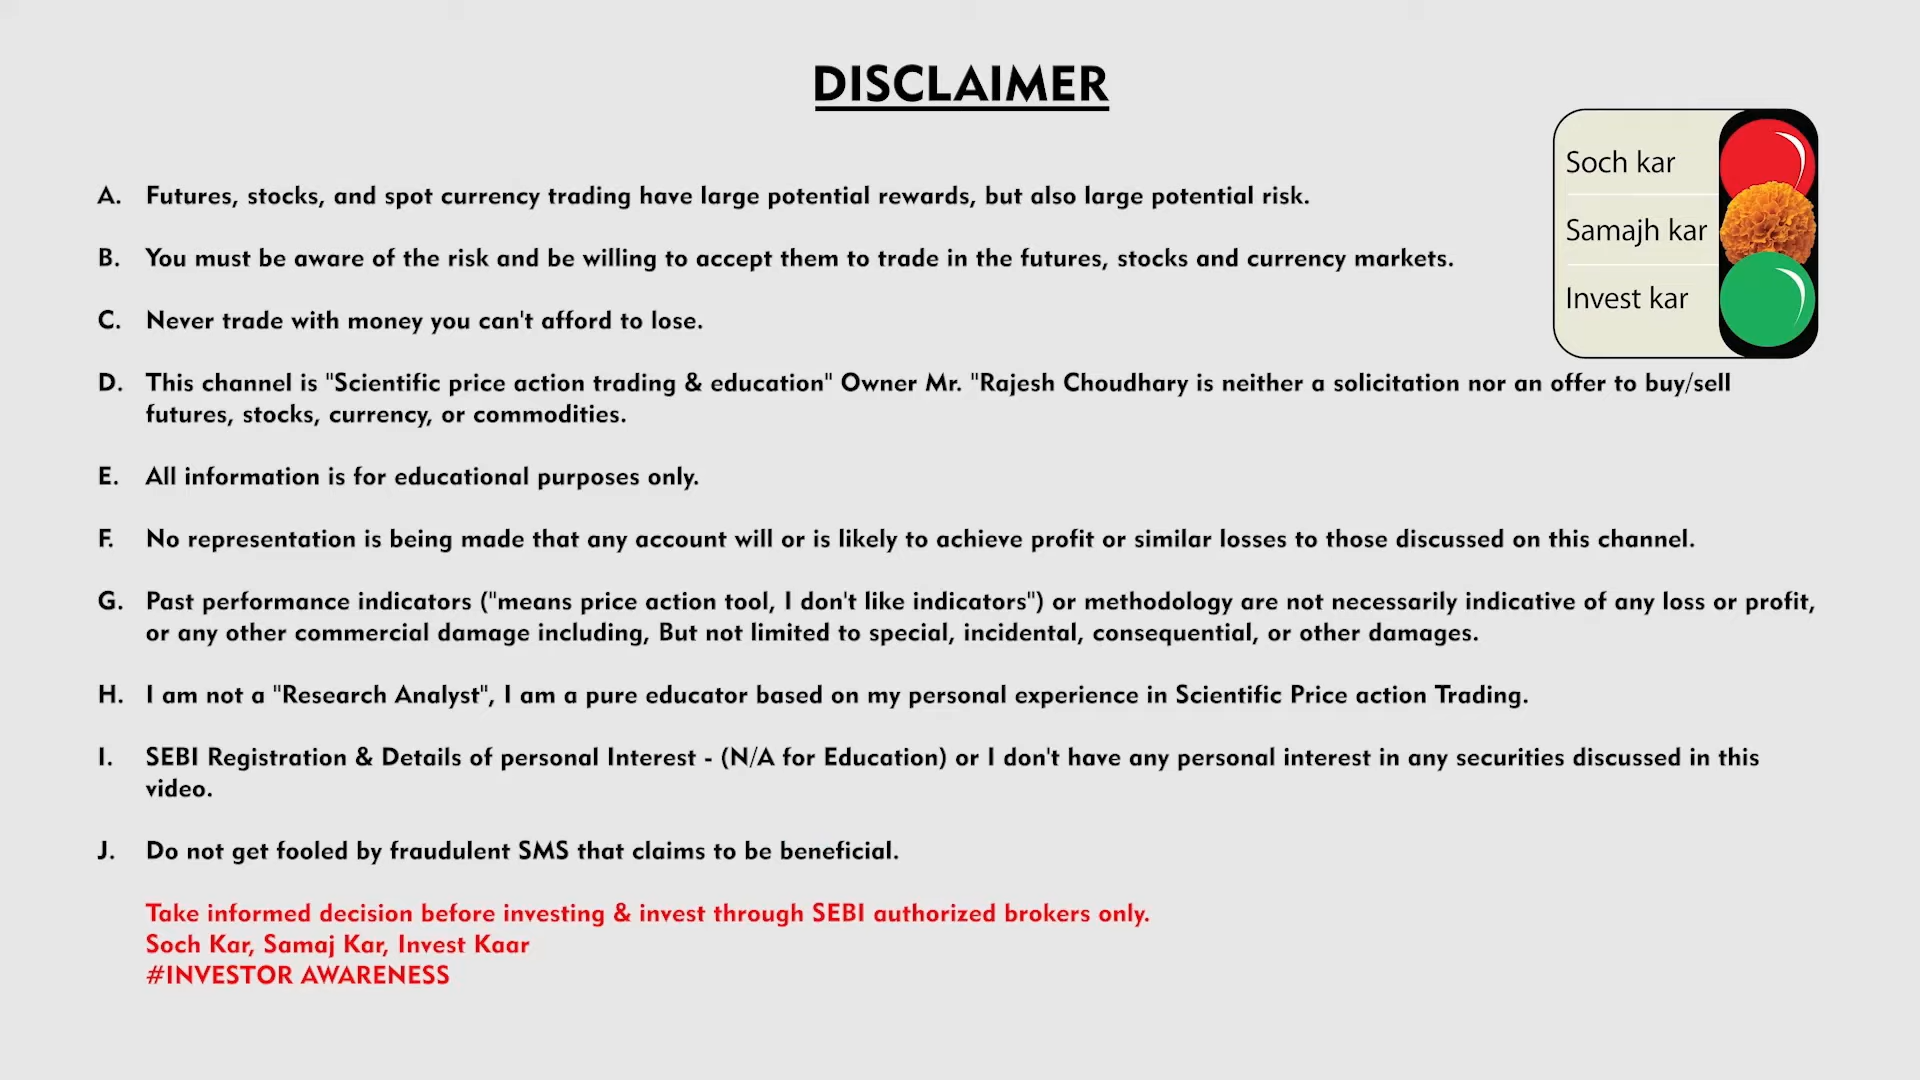 DISCLAIMER
Soch kar
Samajh kar
Invest kar
A. Futures, stocks, and spot currency trading have large potential rewards, but also large potential risk.
B. You must be aware of the risk and be willing to accept them to trade in the futures, stocks and currency markets.
C. Never trade with money you can't afford to lose.
D. This channel is "Scientific price action trading & education" Owner Mr. "Rajesh Choudhary is neither a solicitation nor an offer to buy/sell
futures, stocks, currency, or commodities.
E. All information is for educational purposes only.
F. No representation is being made that any account will or is likely to achieve profit or similar losses to those discussed on this channel.
G. Past performance indicators ("means price action tool, I don't like indicators") or methodology are not necessarily indicative of any loss or profit,
or any other commercial damage including, But not limited to special, incidental, consequential, or other damages.
H. I am not a "Research Analyst", I am a pure educator based on my personal experience in Scientific Price action Trading.
I. SEBI Registration & Details of personal Interest - (N/A for Education) or I don't have any personal interest in any securities discussed in this
video.
J. Do not get fooled by fraudulent SMS that claims to be beneficial.
Take informed decision before investing & invest through SEBI authorized brokers only.
Soch Kar, Samaj Kar, Invest Kaar
#INVESTOR AWARENESS